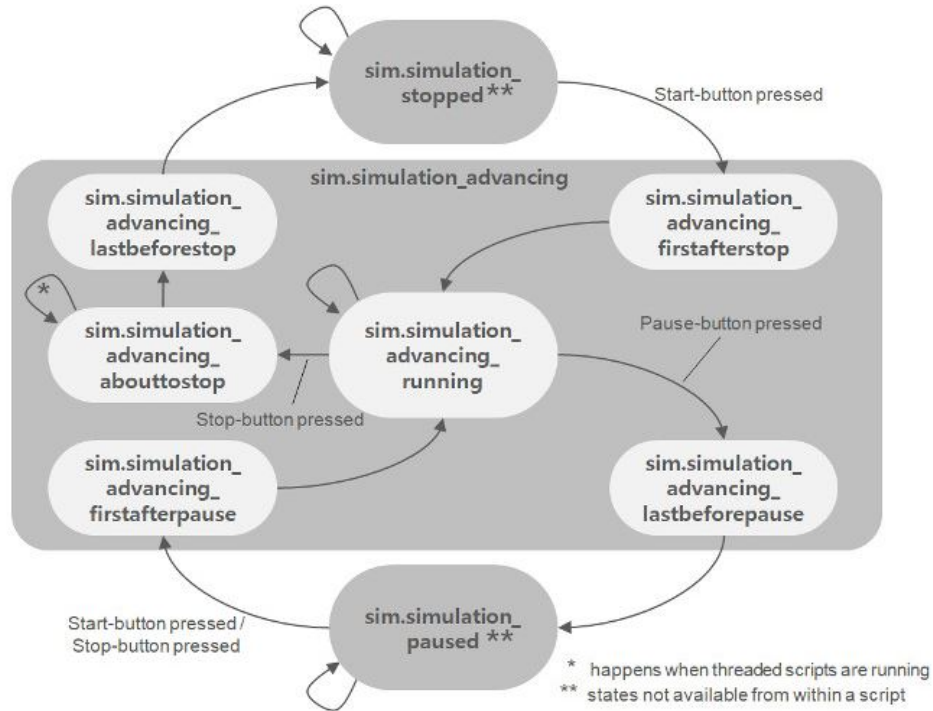 sim.simulation_
stopped**
Start-button pressed
sim.simulation_advancing
sim.simulation_
advancing_
lastbeforestop
sim.simulation_
advancing_
firstafterstop
*
sim.simulation_
advancing_
abouttostop
sim.simulation_
advancing_
running
Pause-button pressed
Stop-button pressed
sim.simulation_
advancing_
firstafterpause
sim.simulation_
advancing_
lastbeforepause
Start-button pressed /
Stop-button pressed
sim.simulation_
paused **
* happens when threaded scripts are running
** states not available from within a script